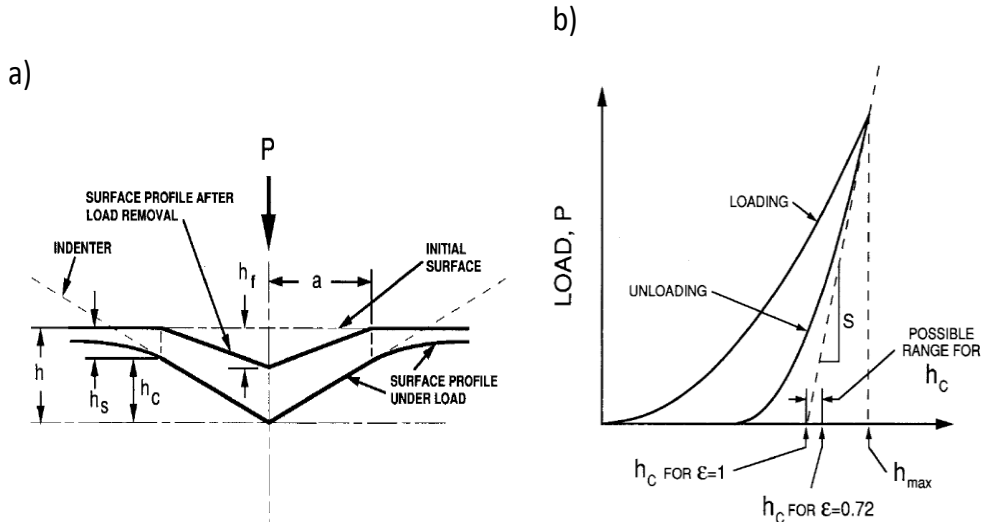 a)
P
SURFACE PROFILE AFTER
LOAD REMOVAL
INDENTER
h_f
a
INITIAL
SURFACE
h
h_s
h_c
SURFACE PROFILE
UNDER LOAD
b)
LOAD, P
LOADING
UNLOADING
S
POSSIBLE
RANGE FOR
h_c
h_c FOR ε=1
h_max
h_c FOR ε=0.72